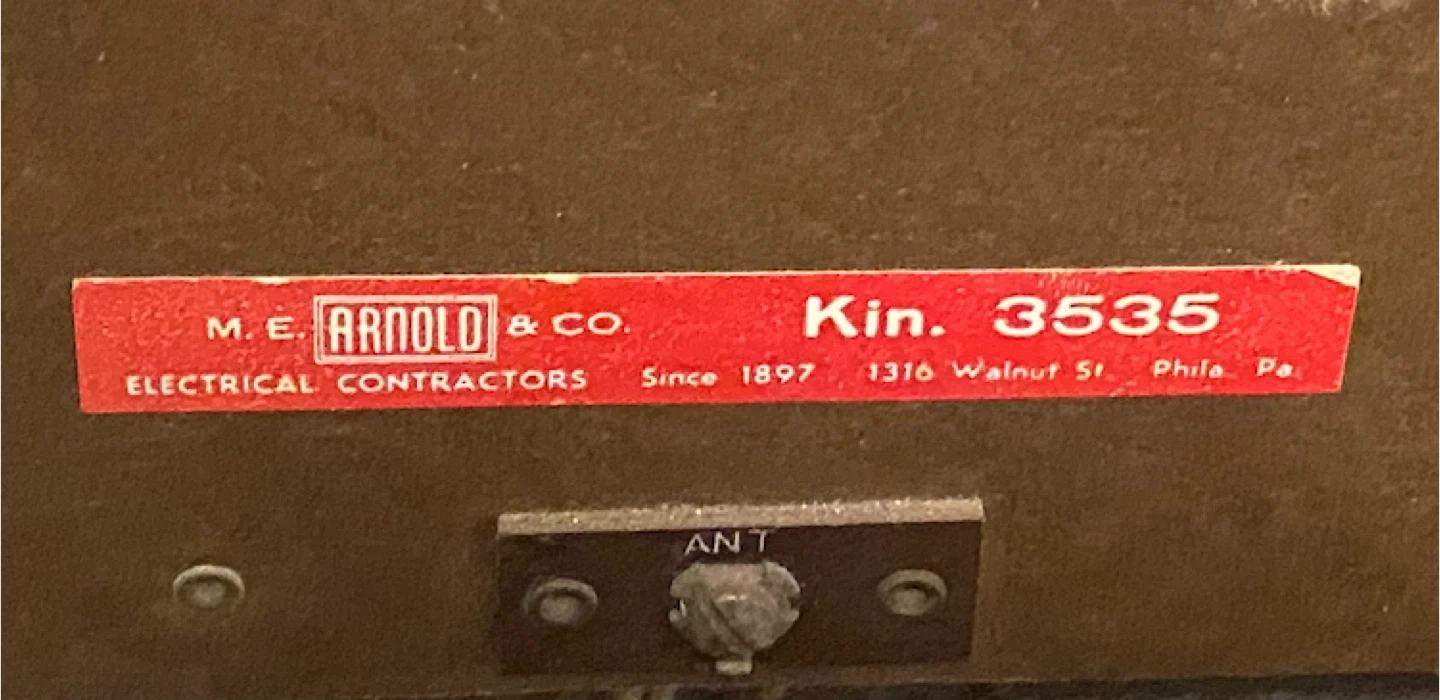 M. E. ARNOLD & CO. Kin. 3535
ELECTRICAL CONTRACTORS Since 1897 1316 Walnut St. Phila. Pa.
ANT